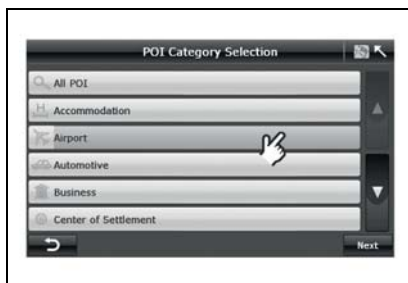 POI Category Selection
All POI
Accommodation
Airport
Automotive
Business
Center of Settlement
Next